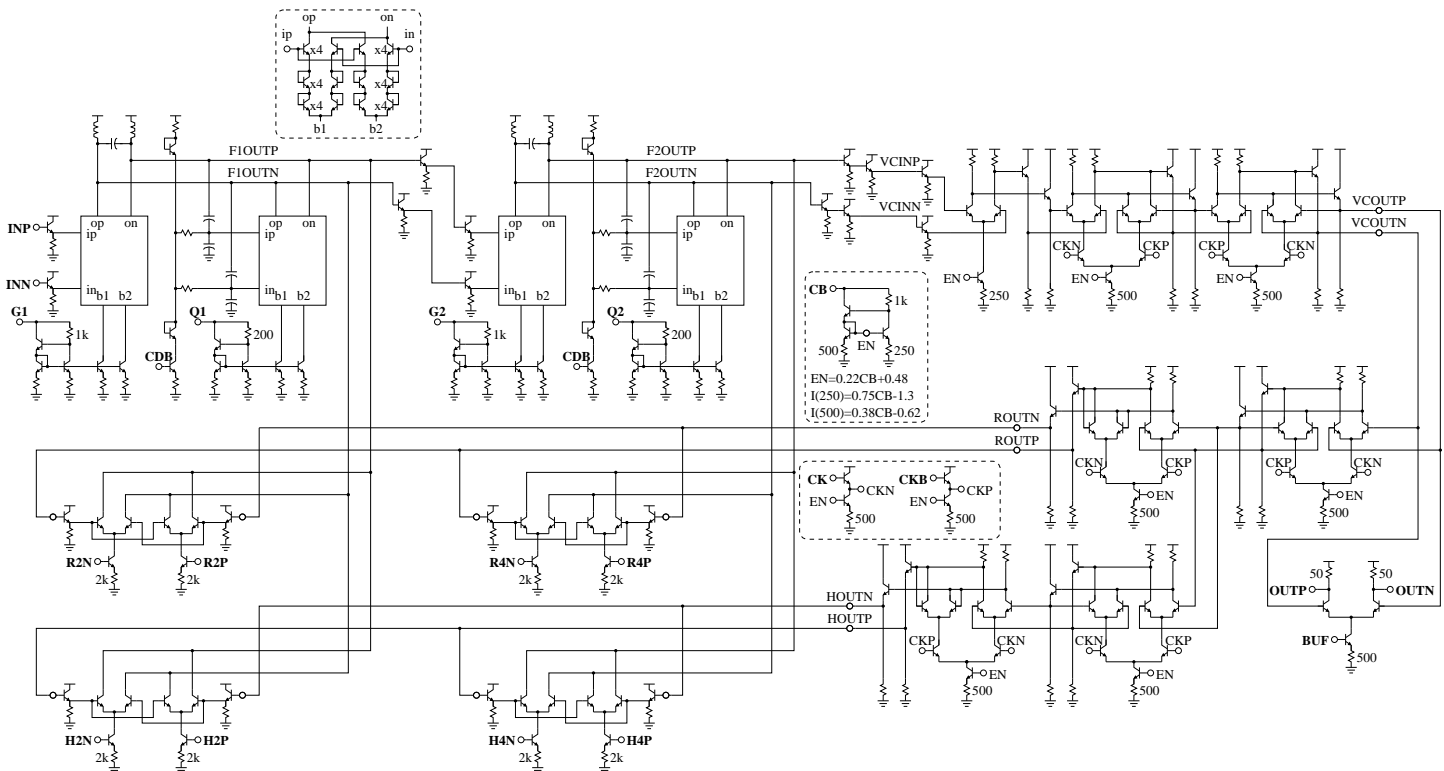 op on
ip in
x4 x4
x4 x4
x4 x4
b1 b2
F1OUTP F2OUTP VCINP
F1OUTN F2OUTN VCINN
INP op on op on op on op on VCOUTP
ip ip ip ip VCOUTN
CKN CKP CKP CKN
INN in b1 b2 in b1 b2 in b1 b2 in b1 b2
EN EN EN
250 500 500
G1 1k Q1 200 G2 1k Q2 200
CDB CDB
CB 1k
EN
500 250
EN=0.22CB+0.48
I(250)=0.75CB-1.3
I(500)=0.38CB-0.62
ROUTN
ROUTP
CKN CKP CKP CKN
EN EN
500 500
CK CKN CKB CKP
EN EN
500 500
R2N R2P R4N R4P
2k 2k 2k 2k
50 50
OUTP OUTN
BUF
500
HOUTN
HOUTP
CKP CKN CKN CKP
EN EN
500 500
H2N H2P H4N H4P
2k 2k 2k 2k